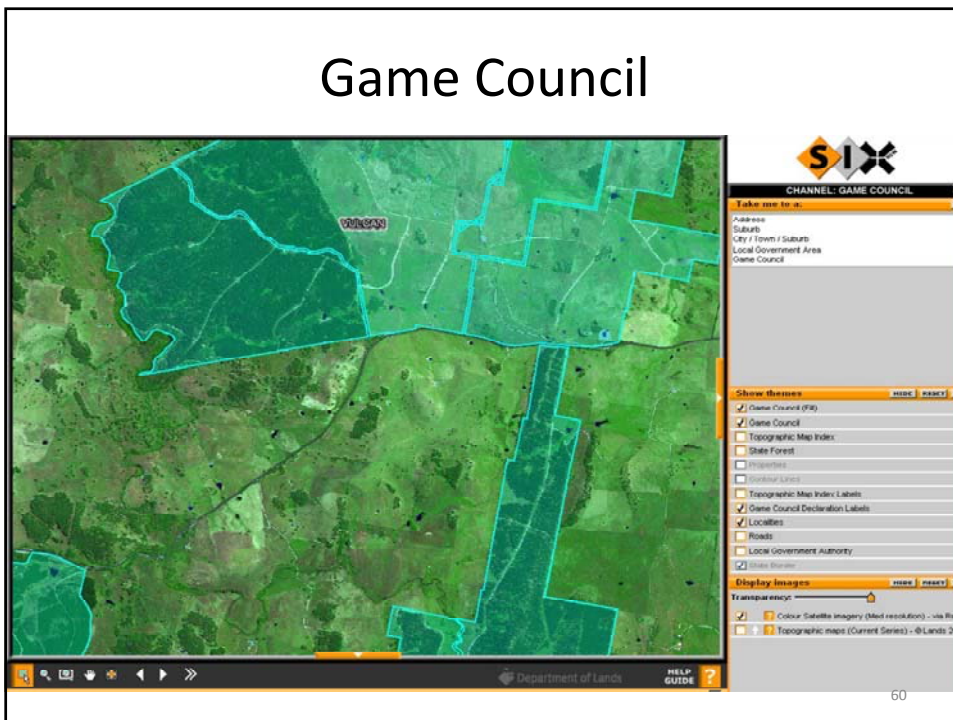 Game Council
VULCAN
SIX
CHANNEL: GAME COUNCIL
Take me to a:
Address
Suburb
City / Town / Suburb
Local Government Area
Game Council
Show themes
HIDE RESET
Game Council (Fill)
Game Council
Topographic Map Index
State Forest
Properties
Contour Lines
Topographic Map Index Labels
Game Council Declaration Labels
Localities
Roads
Local Government Authority
State Border
Display images
HIDE RESET
Transparency:
? Colour Satellite imagery (Med resolution) - via
? Topographic maps (Current Series) - @ Lands 2
Department of Lands
HELP
GUIDE ?
60